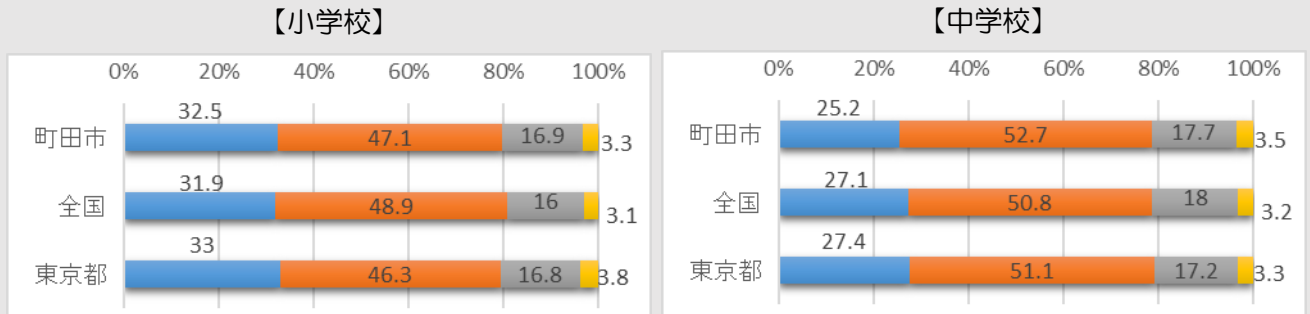 【小学校】
0% 20% 40% 60% 80% 100%
32.5
町田市 47.1 16.9 3.3
31.9
全国 48.9 16 3.1
33
東京都 46.3 16.8 3.8
【中学校】
0% 20% 40% 60% 80% 100%
25.2
町田市 52.7 17.7 3.5
27.1
全国 50.8 18 3.2
27.4
東京都 51.1 17.2 3.3